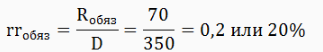 rr_обяз = R_обяз / D = 70 / 350 = 0,2 или 20%